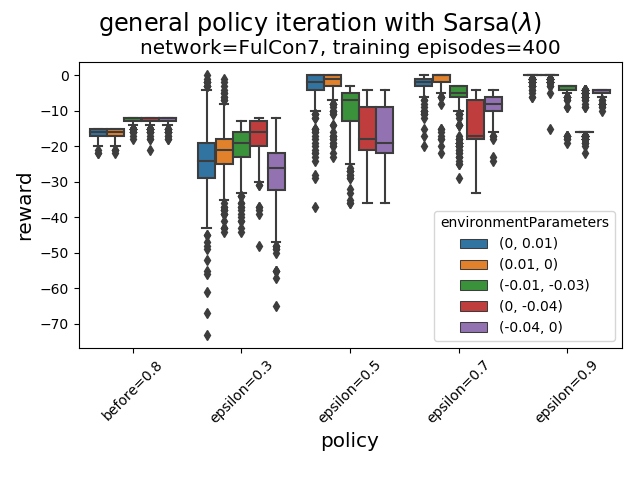 general policy iteration with Sarsa(λ)
network=FulCon7, training episodes=400
reward
0
−10
−20
−30
−40
−50
−60
−70
environmentParameters
(0, 0.01)
(0.01, 0)
(-0.01, -0.03)
(0, -0.04)
(-0.04, 0)
before=0.8
epsilon=0.3
epsilon=0.5
epsilon=0.7
epsilon=0.9
policy